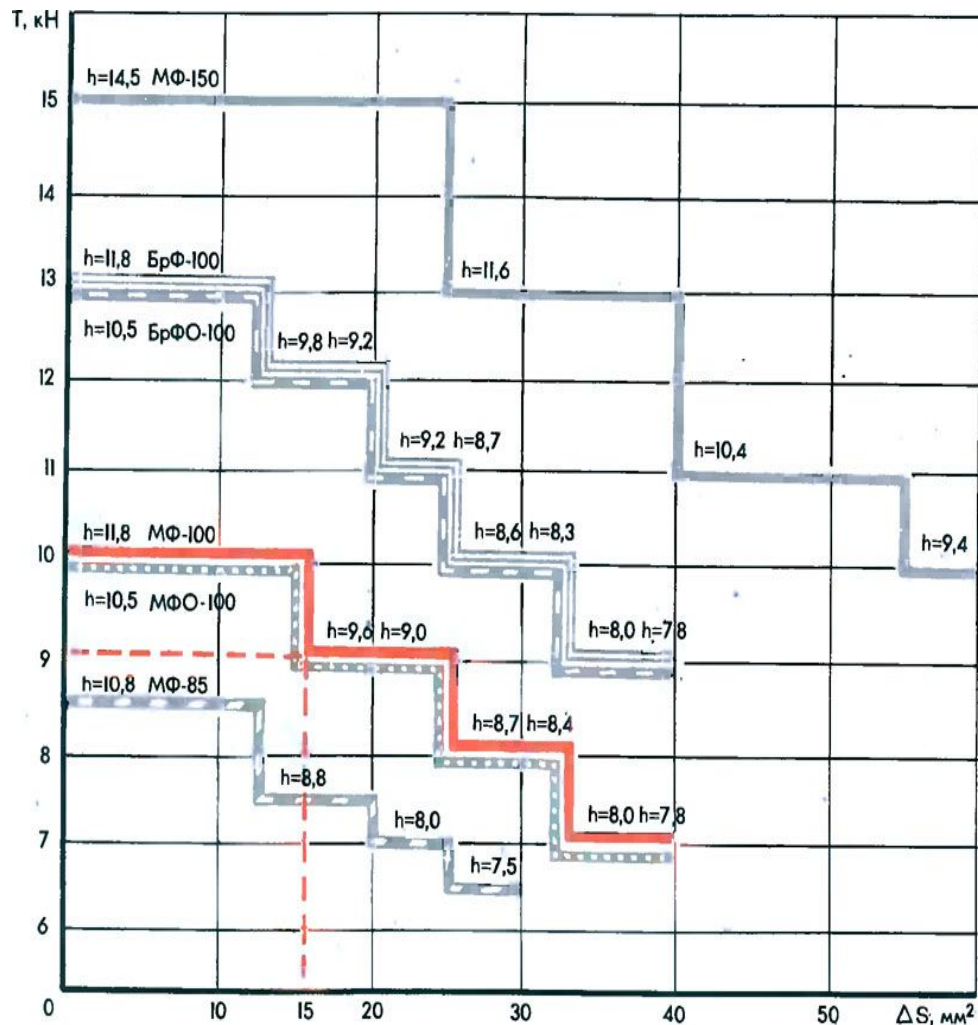 T, кН
h=14,5 МФ-150
15
14
h=11,8 БрФ-100
13
h=11,6
h=10,5 БрФО-100
h=9,8 h=9,2
12
h=9,2 h=8,7
h=10,4
11
h=11,8 МФ-100
h=8,6 h=8,3
h=9,4
10
h=10,5 МФО-100
h=9,6 h=9,0
h=8,0 h=7,8
9
h=10,8 МФ-85
h=8,7 h=8,4
8
h=8,8
h=8,0
h=8,0 h=7,8
7
h=7,5
6
0 10 15 20 30 40 50 ΔS, мм²